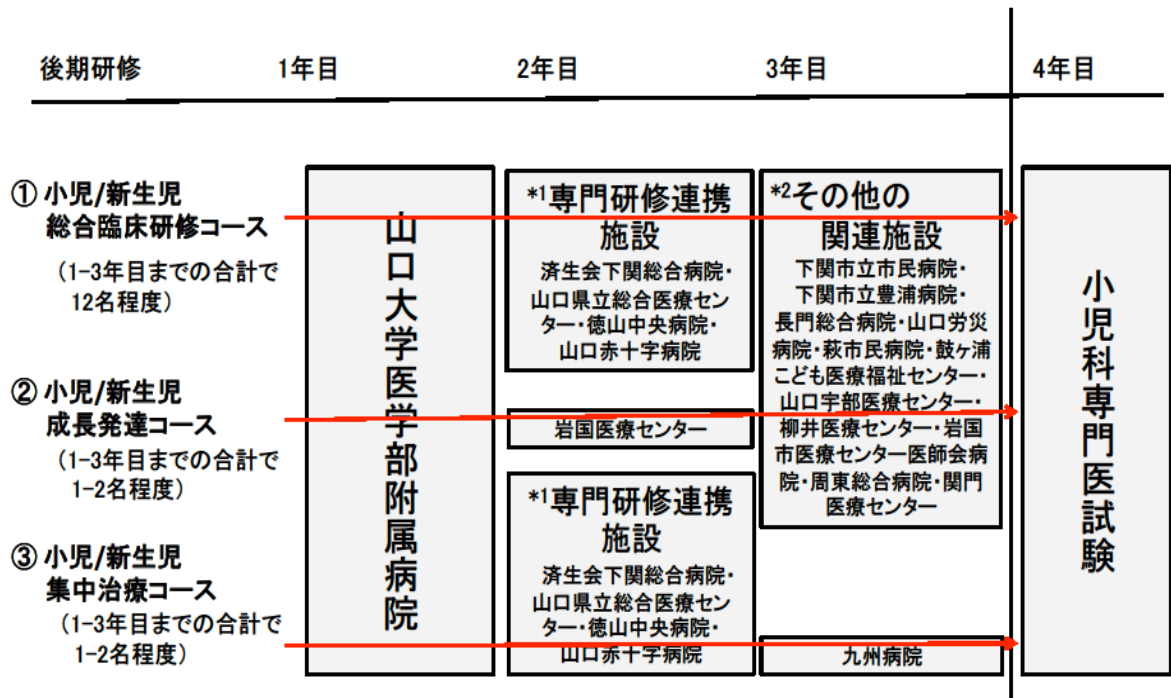 後期研修 1年目 2年目 3年目 4年目
① 小児/新生児
総合臨床研修コース
(1-3年目までの合計で
12名程度)
② 小児/新生児
成長発達コース
(1-3年目までの合計で
1-2名程度)
③ 小児/新生児
集中治療コース
(1-3年目までの合計で
1-2名程度)
山口大学医学部附属病院
*1専門研修連携
施設
済生会下関総合病院・
山口県立総合医療セン
ター・徳山中央病院・
山口赤十字病院
岩国医療センター
*1専門研修連携
施設
済生会下関総合病院・
山口県立総合医療セン
ター・徳山中央病院・
山口赤十字病院
*2その他の
関連施設
下関市立市民病院・
下関市立豊浦病院・
長門総合病院・山口労災
病院・萩市民病院・鼓ヶ浦
こども医療福祉センター・
山口宇部医療センター・
柳井医療センター・岩国
市医療センター医師会病
院・周東総合病院・関門
医療センター
九州病院
小児科専門医試験